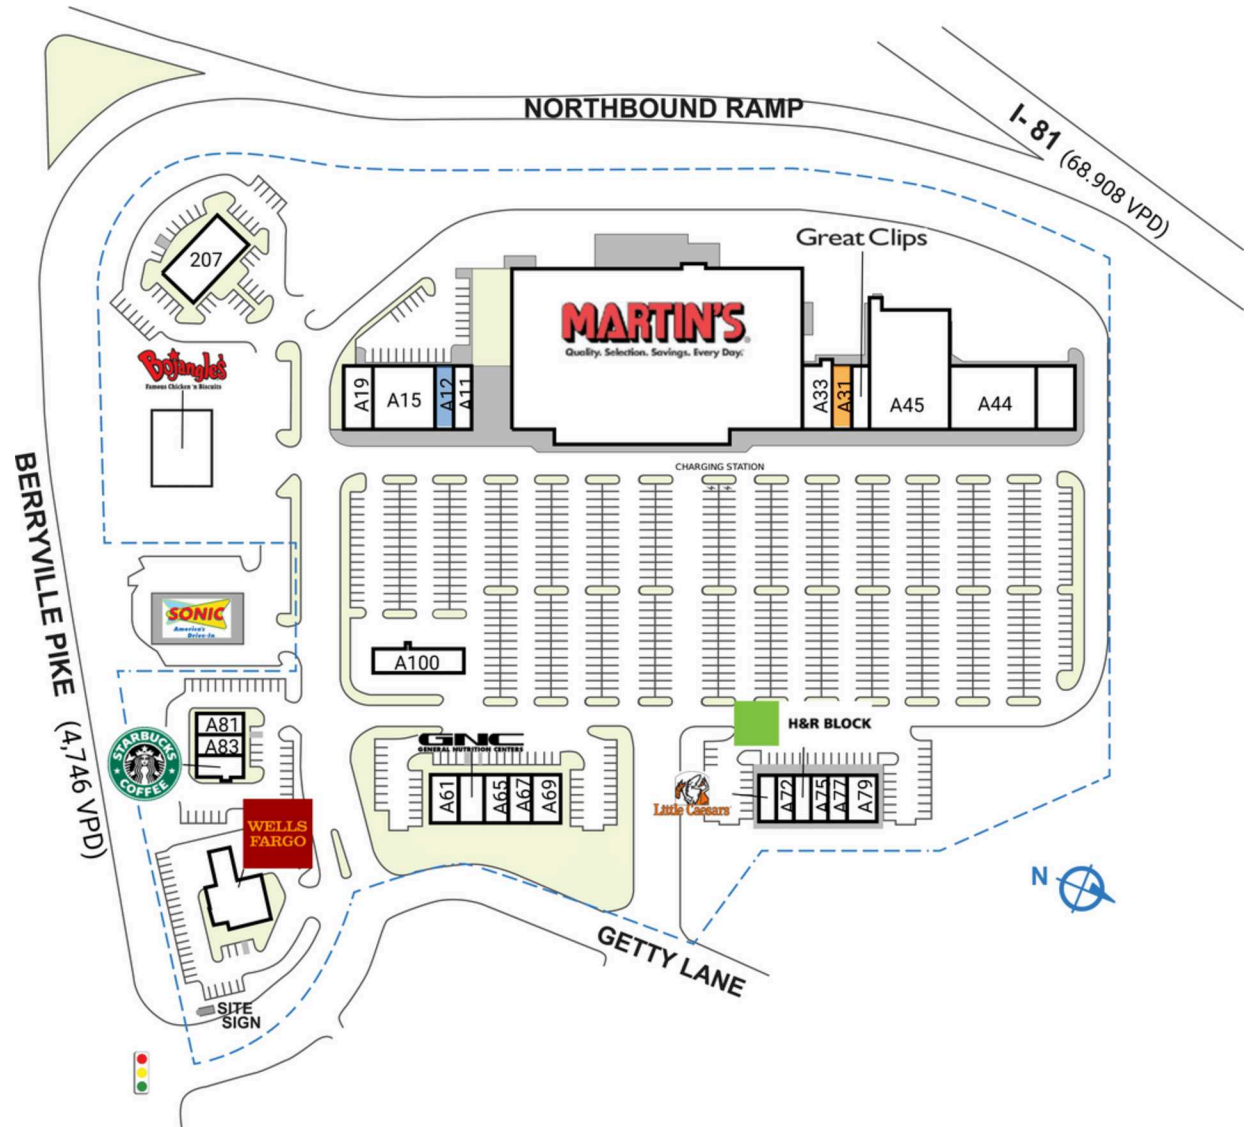 NORTHBOUND RAMP
I- 81 (68.908 VPD)
Great Clips
207
MARTIN'S
Quality. Selection. Savings. Every Day.
Bojangles
Famous Chicken 'n Biscuits
A19
A15
A12
A11
A33
A31
A45
A44
CHARGING STATION
BERRYVILLE PIKE (4,746 VPD)
SONIC
America's
Drive-In
A100
A81
A83
STARBUCKS
COFFEE
GNC
GENERAL NUTRITION CENTERS
H&R BLOCK
A61
A65
A67
A69
Little Caesars
A72
A75
A77
A79
WELLS
FARGO
N
GETTY LANE
SITE
SIGN